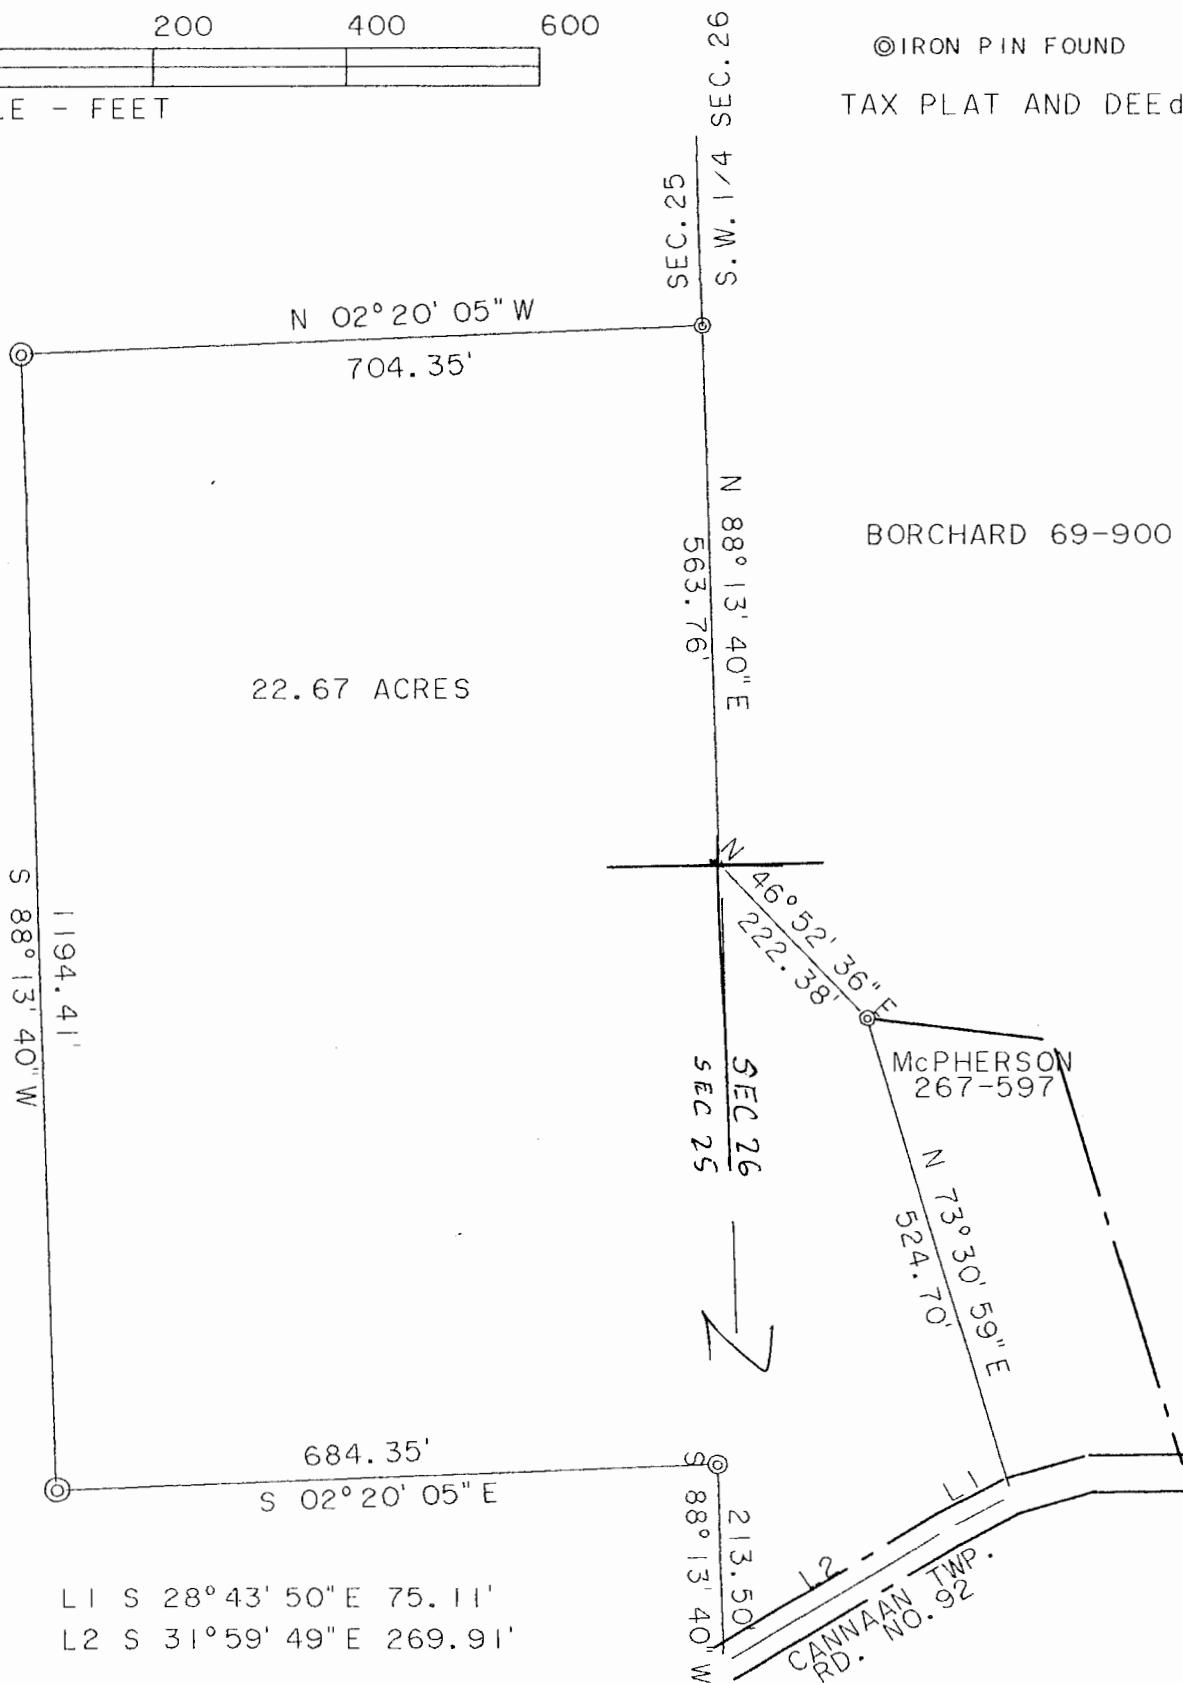 200 400 600
LE - FEET
IRON PIN FOUND
TAX PLAT AND DEEd
SEC. 25
S.W. 1/4 SEC. 26
N 02° 20' 05" W
704.35'
N 88° 13' 40" E
563.76'
BORCHARD 69-900
22.67 ACRES
S 88° 13' 40" W
1194.41'
N 46° 52' 36" E
222.38'
SEC 26
SEC 25
McPHERSON
267-597
N 73° 30' 59" E
524.70'
N
684.35'
S 02° 20' 05" E
S 88° 13' 40" W
213.50'
L1
L2
CANNAAN TWP.
RD. NO. 92
L1 S 28° 43' 50" E 75.11'
L2 S 31° 59' 49" E 269.91'